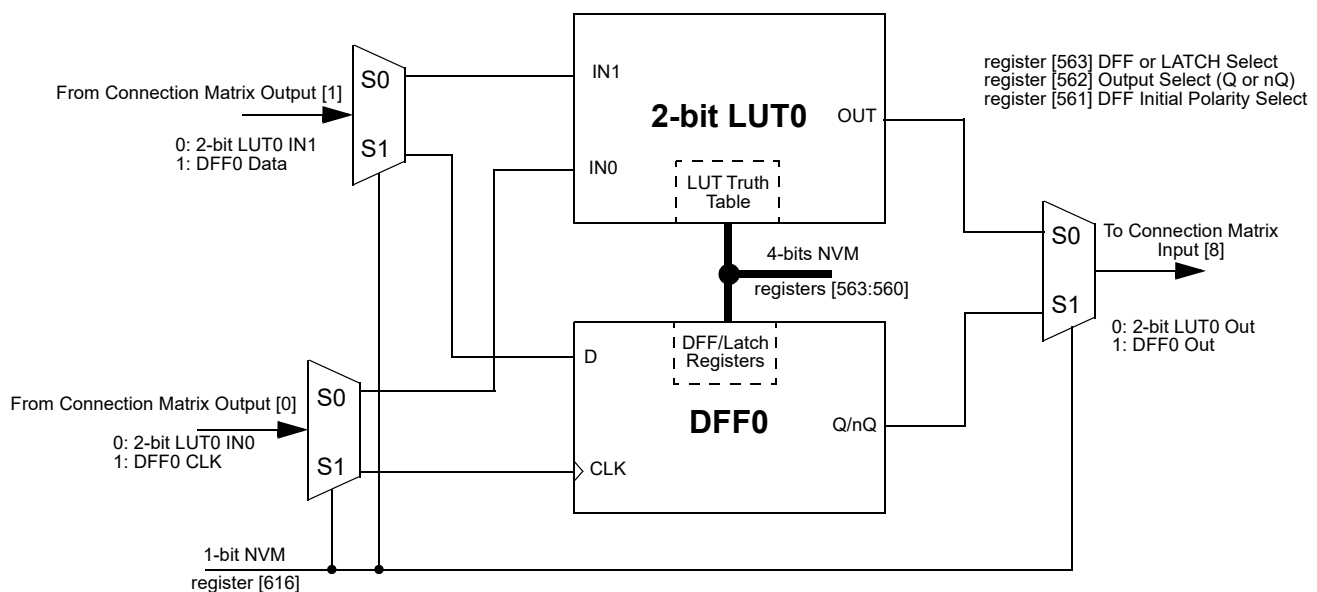 From Connection Matrix Output [1]
0: 2-bit LUT0 IN1
1: DFF0 Data
S0
S1
IN1
IN0
2-bit LUT0
OUT
LUT Truth
Table
register [563] DFF or LATCH Select
register [562] Output Select (Q or nQ)
register [561] DFF Initial Polarity Select
4-bits NVM
registers [563:560]
S0
S1
To Connection Matrix
Input [8]
0: 2-bit LUT0 Out
1: DFF0 Out
From Connection Matrix Output [0]
0: 2-bit LUT0 IN0
1: DFF0 CLK
S0
S1
D
CLK
DFF/Latch
Registers
DFF0
Q/nQ
1-bit NVM
register [616]